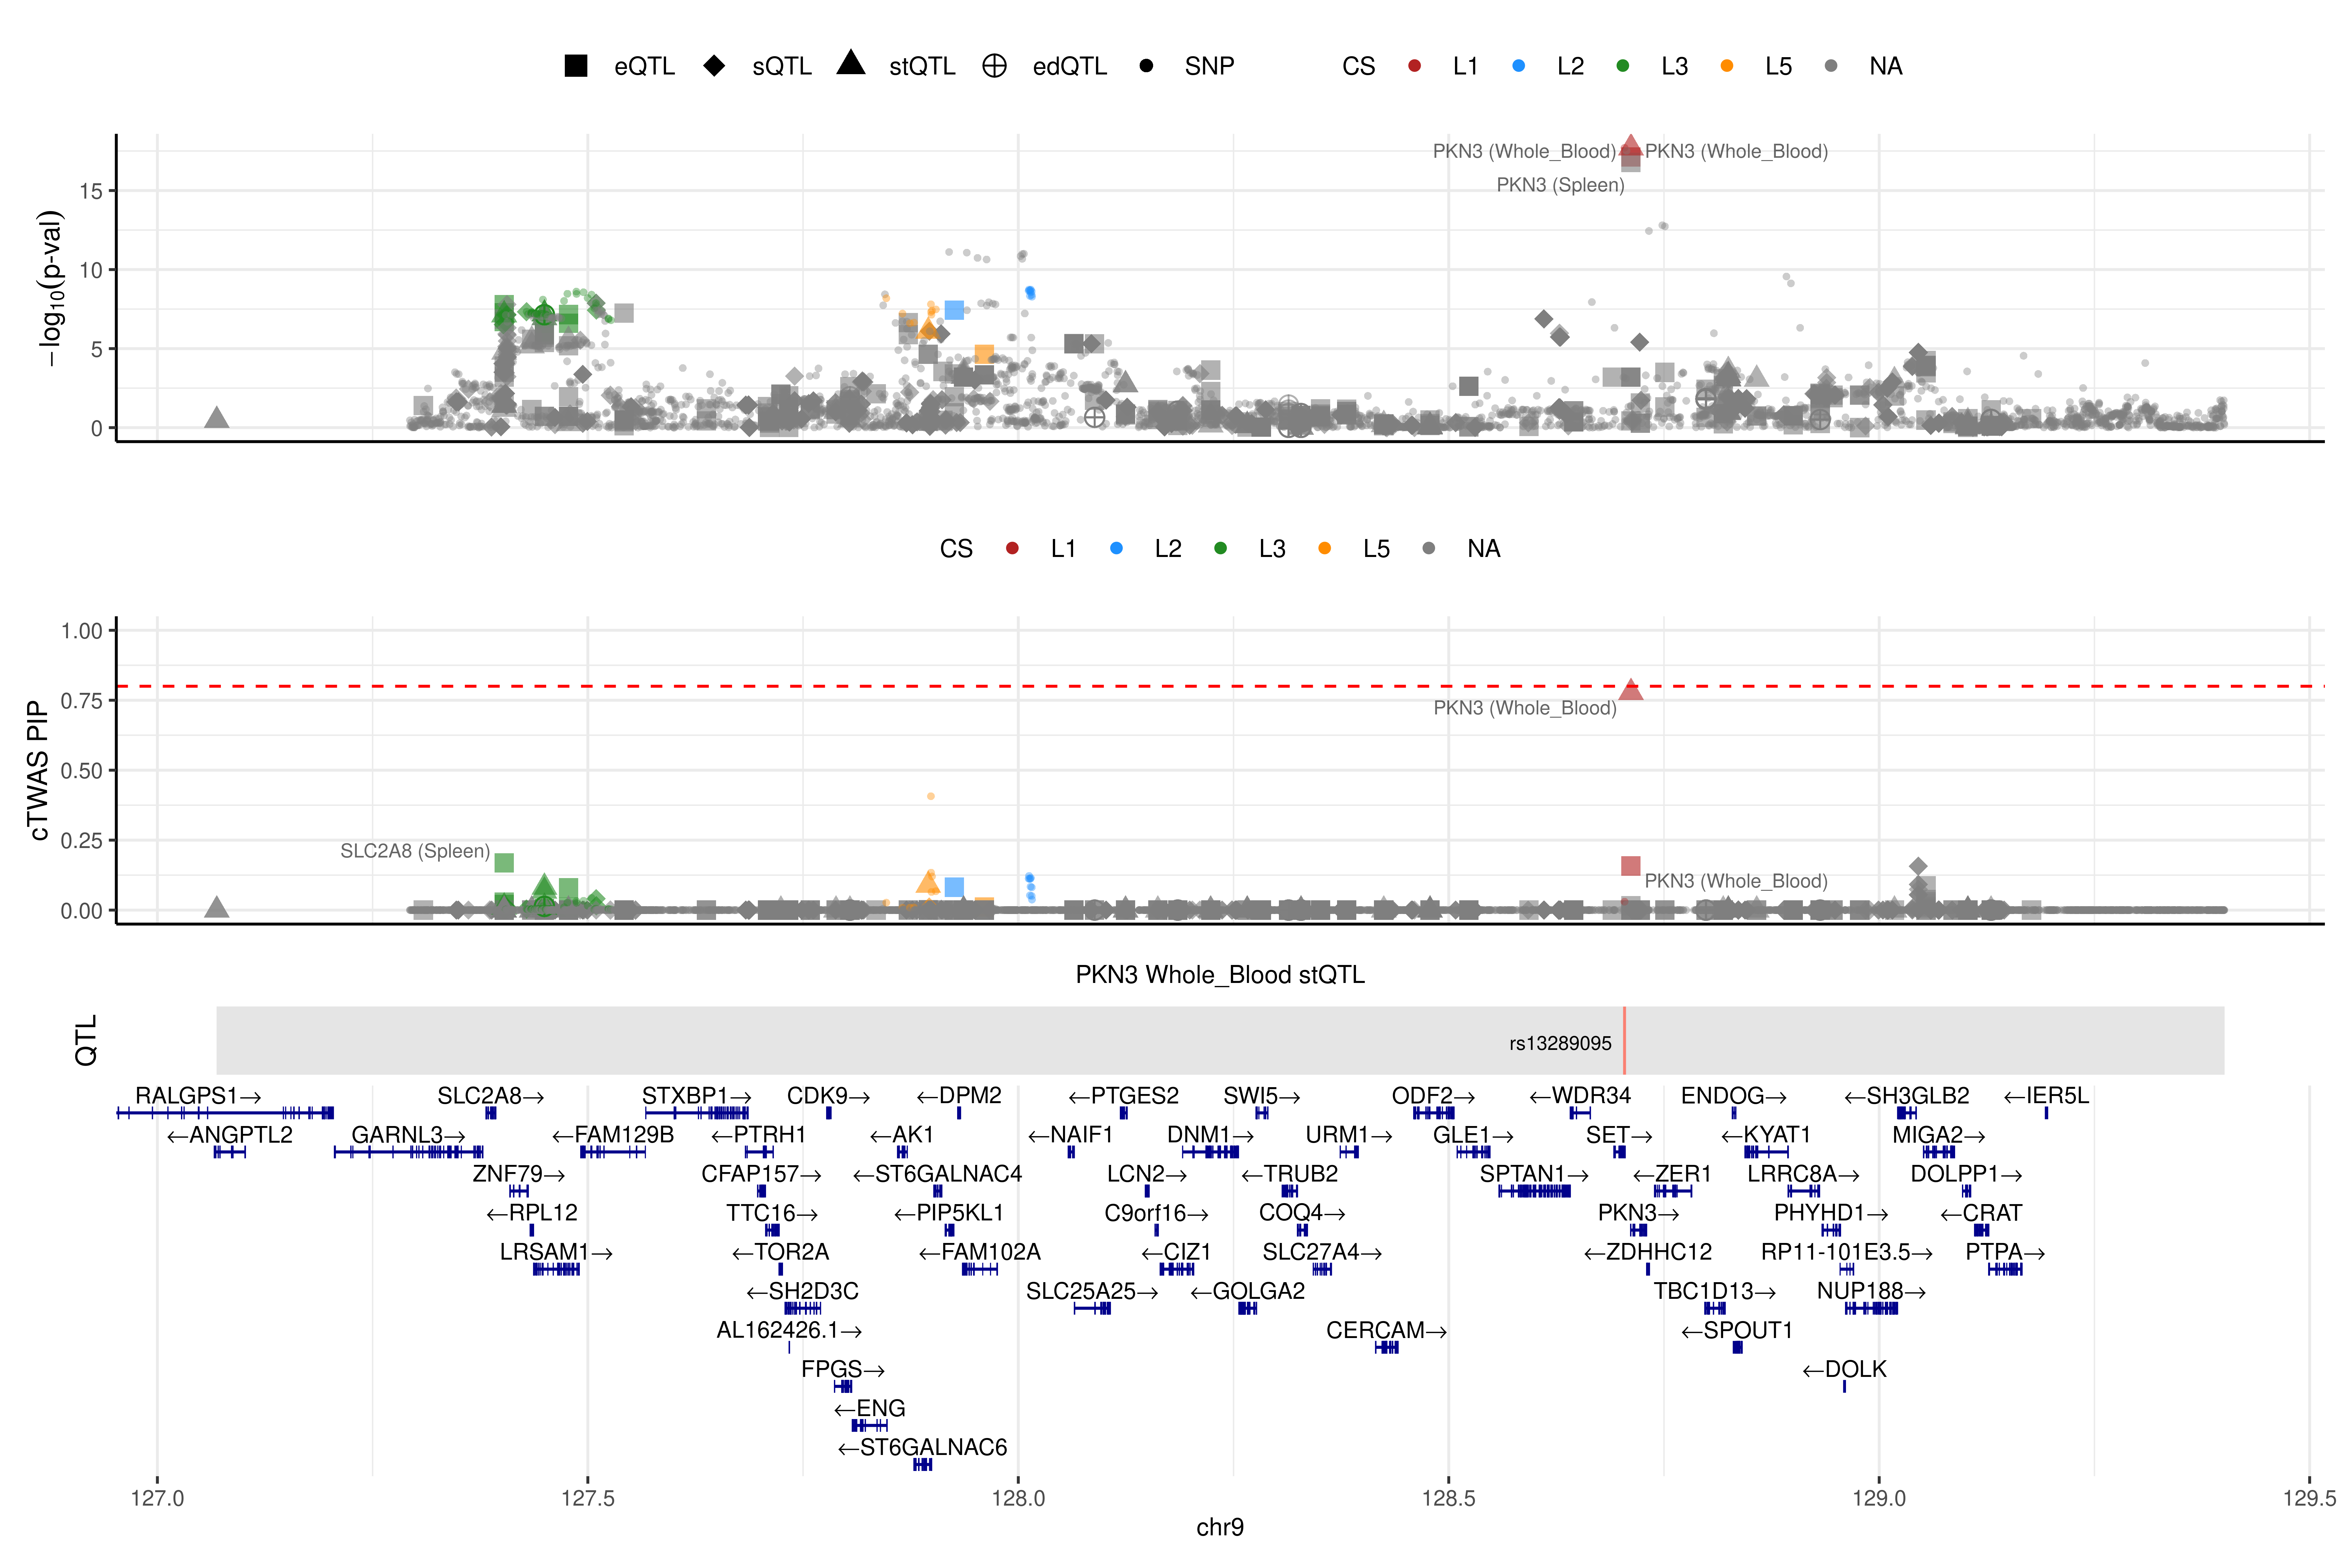 eQTL sQTL stQTL edQTL SNP CS L1 L2 L3 L5 NA
−log10(p-val)
15
10
5
0
PKN3 (Whole_Blood) PKN3 (Whole_Blood)
PKN3 (Spleen)
CS L1 L2 L3 L5 NA
cTWAS PIP
1.00
0.75
0.50
0.25
0.00
PKN3 (Whole_Blood)
SLC2A8 (Spleen)
PKN3 (Whole_Blood)
PKN3 Whole_Blood stQTL
QTL
rs13289095
RALGPS1→ SLC2A8→ STXBP1→ CDK9→ ←DPM2 ←PTGES2 SWI5→ ODF2→ ←WDR34 ENDOG→ ←SH3GLB2 ←IER5L
←ANGPTL2 GARNL3→ ←FAM129B ←PTRH1 ←AK1 ←NAIF1 DNM1→ URM1→ GLE1→ SET→ ←KYAT1 MIGA2→
ZNF79→ CFAP157→ ←ST6GALNAC4 LCN2→ ←TRUB2 SPTAN1→ ←ZER1 LRRC8A→ DOLPP1→
←RPL12 TTC16→ ←PIP5KL1 C9orf16→ COQ4→ PKN3→ PHYHD1→ ←CRAT
LRSAM1→ ←TOR2A ←FAM102A ←CIZ1 SLC27A4→ ←ZDHHC12 RP11-101E3.5→ PTPA→
←SH2D3C SLC25A25→ ←GOLGA2 TBC1D13→ NUP188→
AL162426.1→ CERCAM→ ←SPOUT1
FPGS→ ←DOLK
←ENG
←ST6GALNAC6
127.0 127.5 128.0 128.5 129.0 129.5
chr9